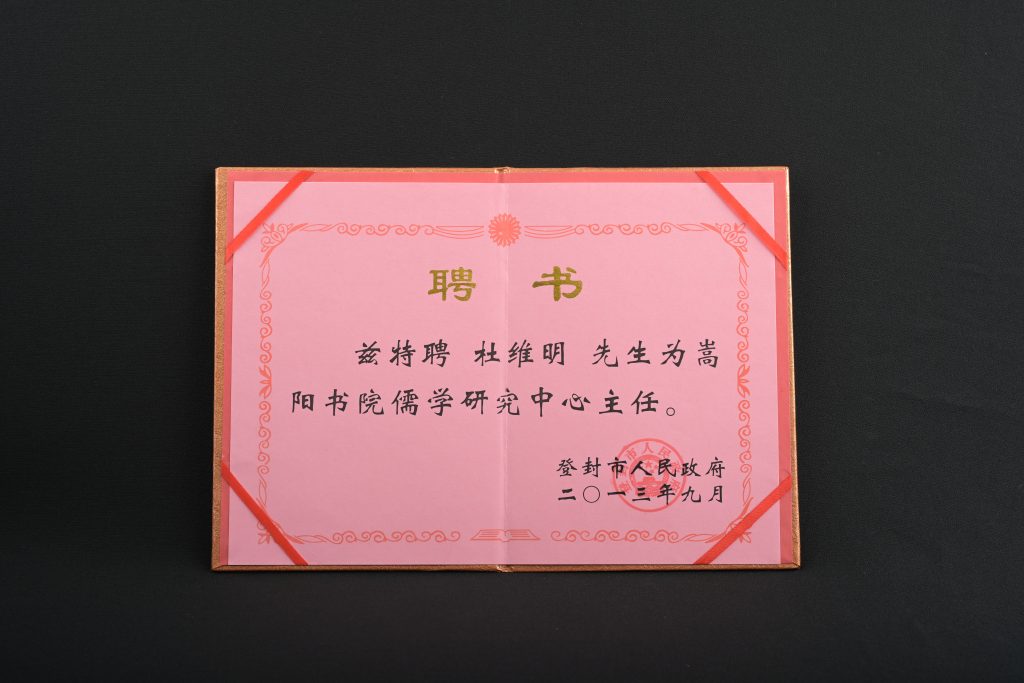 聘 书
兹特聘 杜维明 先生为嵩
阳书院儒学研究中心主任。
登封市人民政府
二〇一三年九月